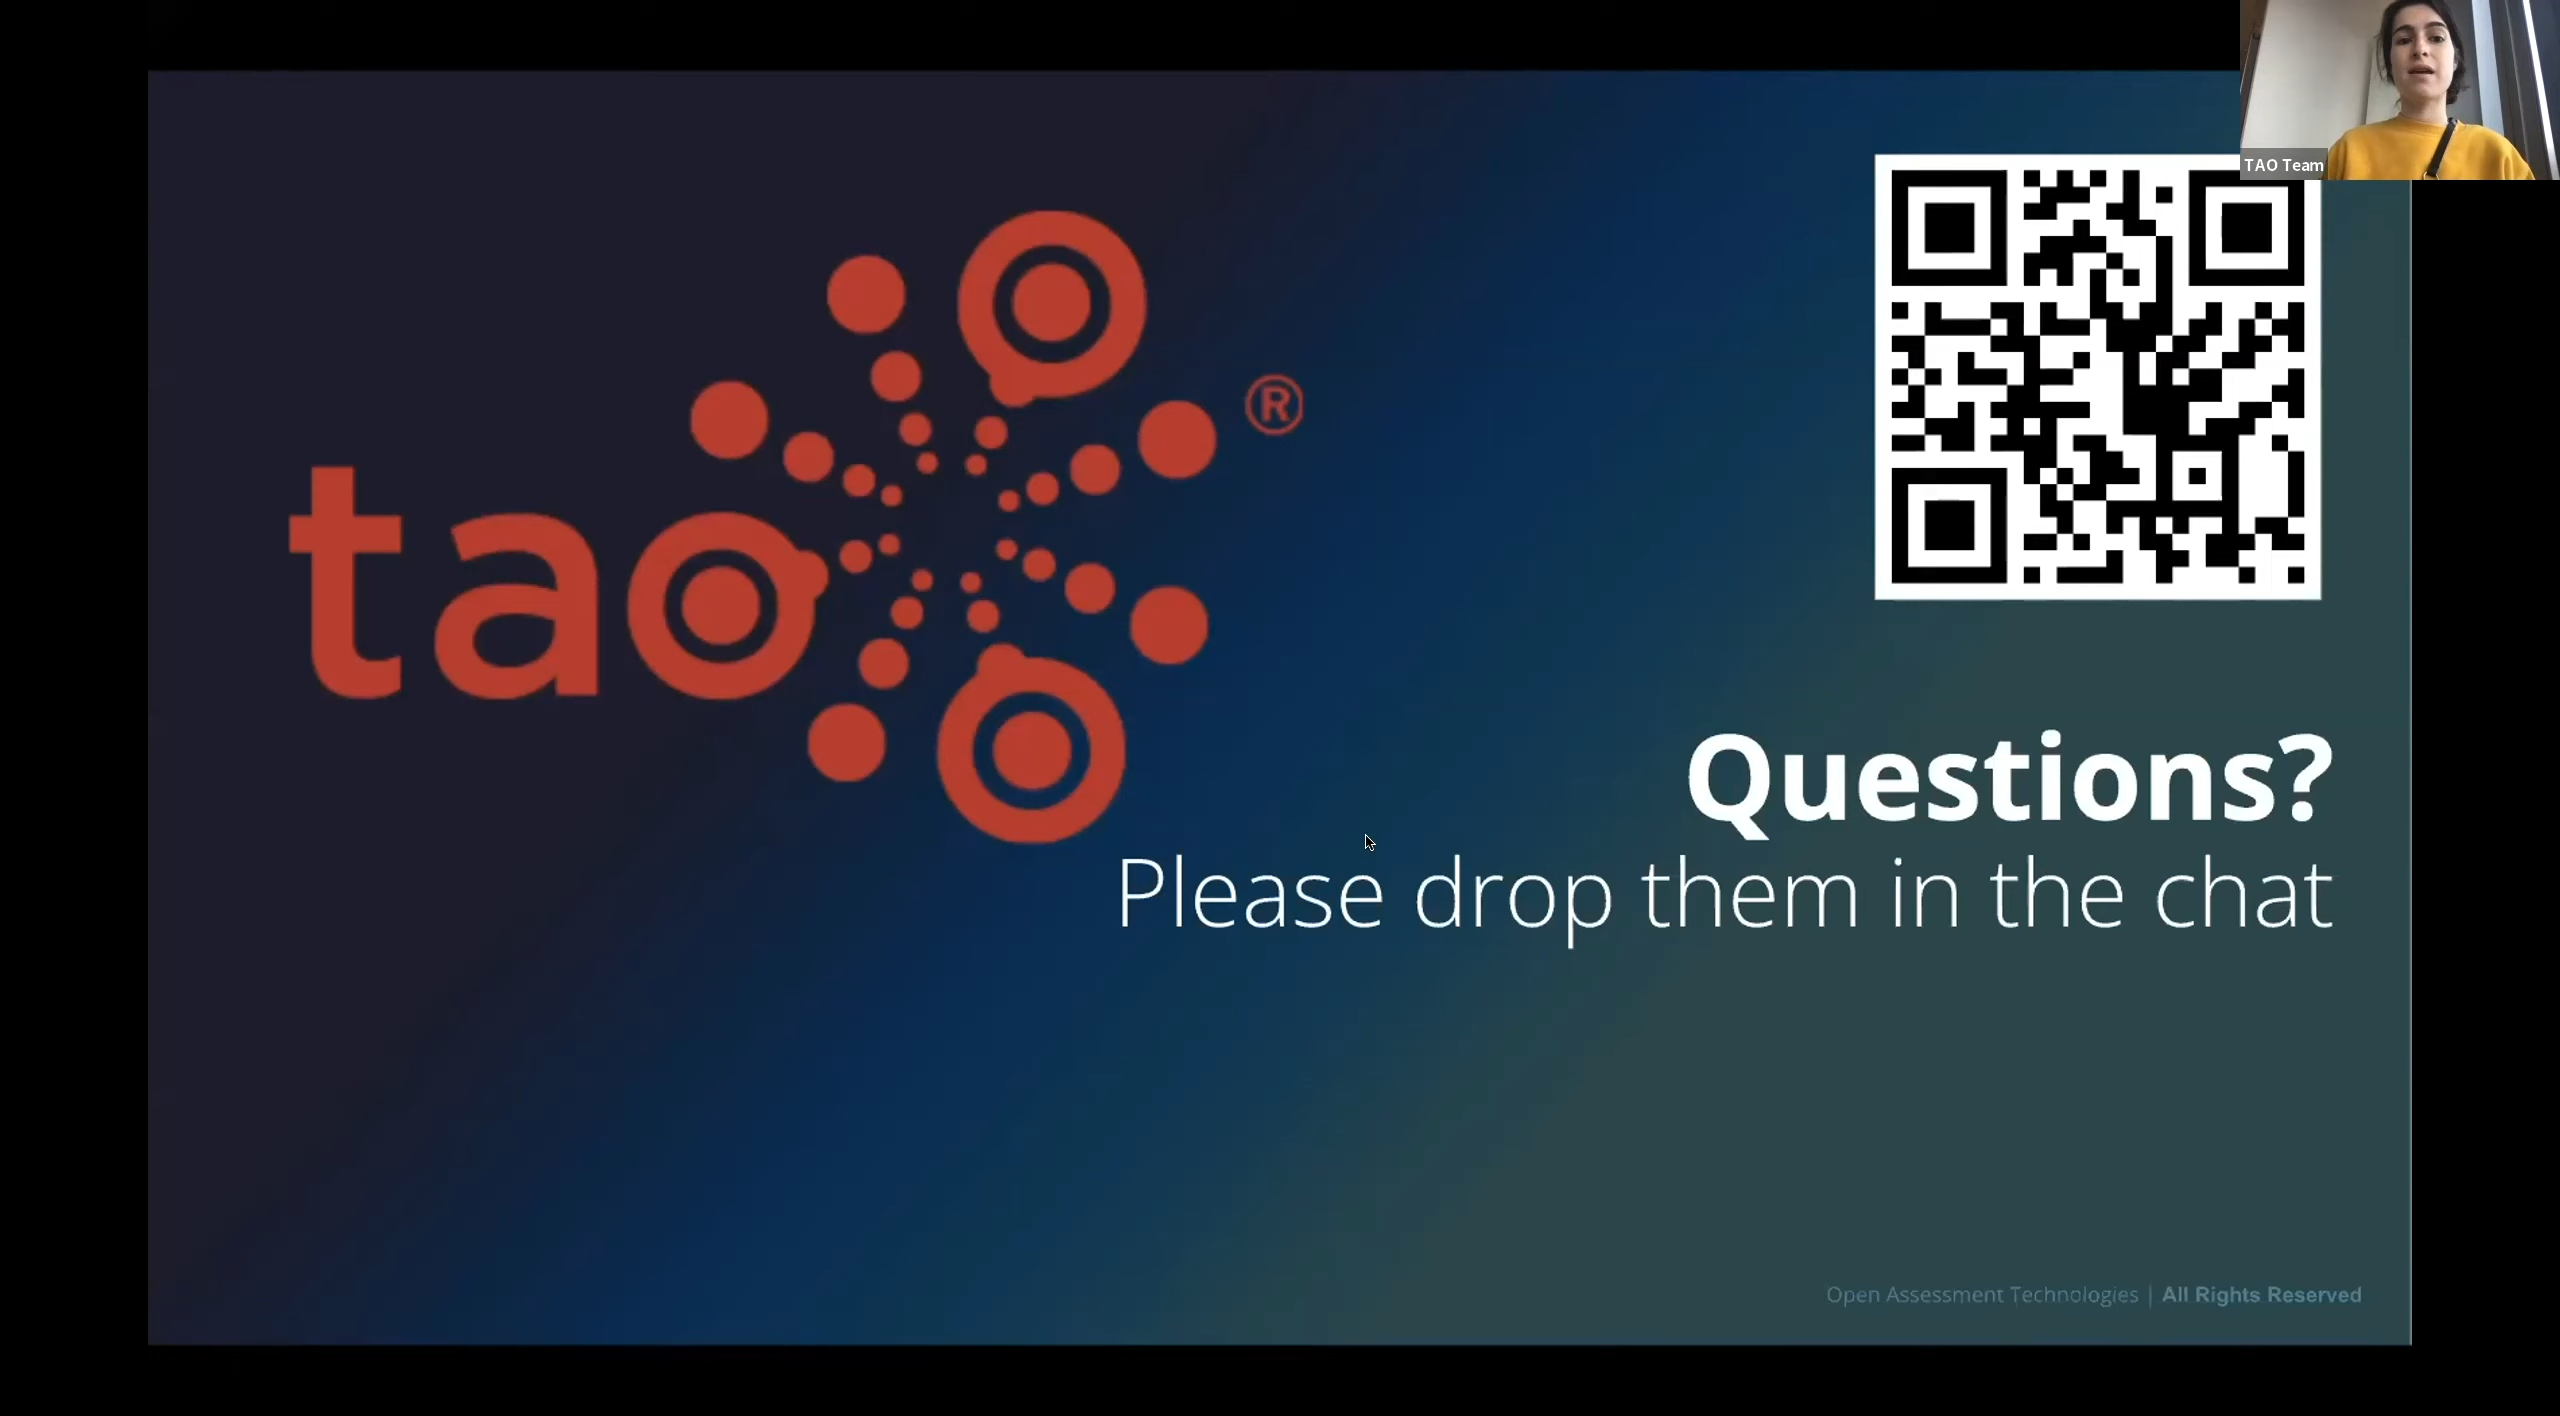 TAO Team
tao
®
Questions?
Please drop them in the chat
Open Assessment Technologies | All Rights Reserved